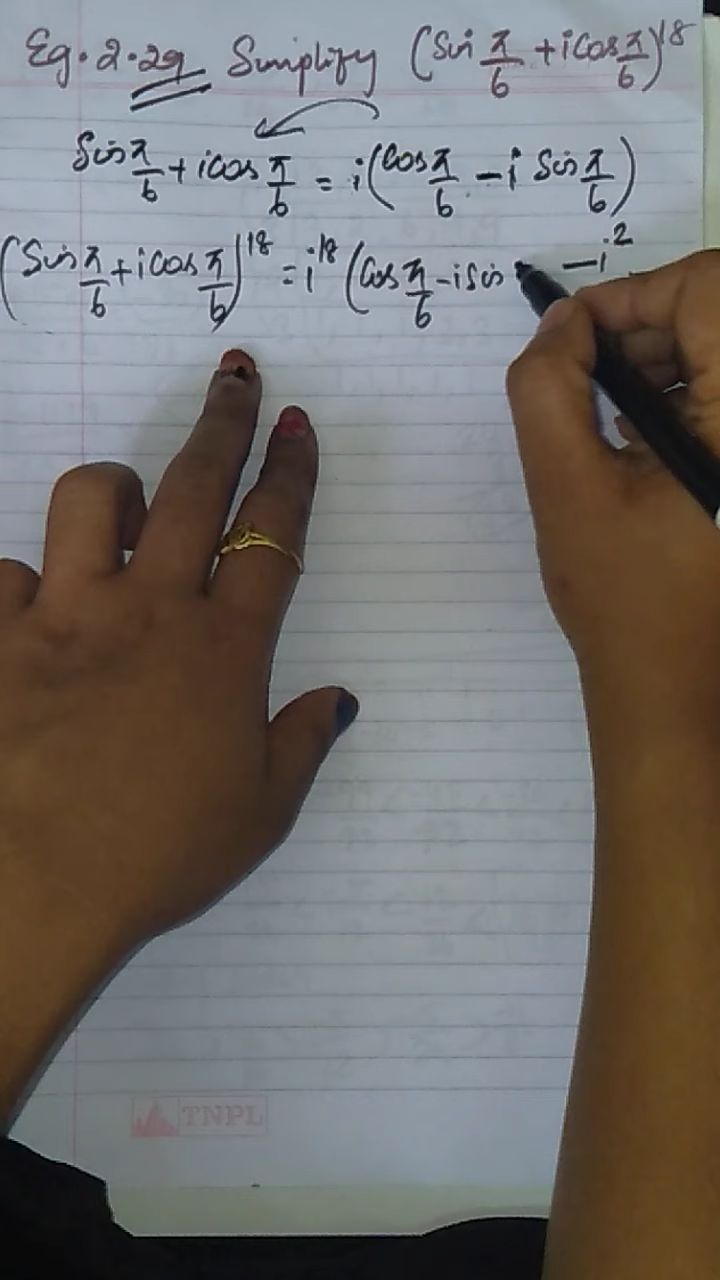 Eg. 2.29 Simplify (Sin π/6 + i cos π/6)^18
Sin π/6 + i cos π/6 = i (Cos π/6 - i Sin π/6)
(Sin π/6 + i cos π/6)^18 = i^18 (Cos π/6 - i Sin - i^2
TNPL